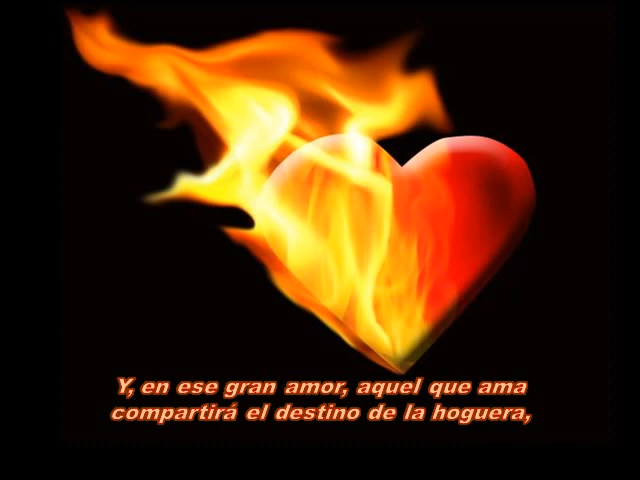 Y, en ese gran amor, aquel que ama
compartirá el destino de la hoguera,